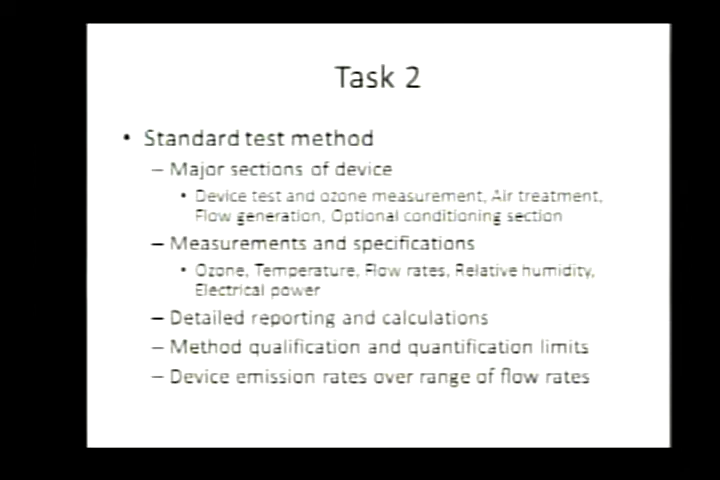 Task 2
• Standard test method
– Major sections of device
• Device test and ozone measurement, Air treatment,
Flow generation, Optional conditioning section
– Measurements and specifications
• Ozone, Temperature, Flow rates, Relative humidity,
Electrical power
– Detailed reporting and calculations
– Method qualification and quantification limits
– Device emission rates over range of flow rates